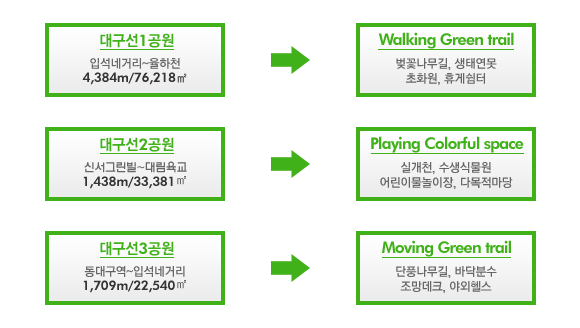 대구선1공원
입석네거리~율하천
4,384m/76,218㎡
Walking Green trail
벚꽃나무길, 생태연못
초화원, 휴게쉼터
대구선2공원
신서그린빌~대림육교
1,438m/33,381㎡
Playing Colorful space
실개천, 수생식물원
어린이물놀이장, 다목적마당
대구선3공원
동대구역~입석네거리
1,709m/22,540㎡
Moving Green trail
단풍나무길, 바닥분수
조망데크, 야외헬스